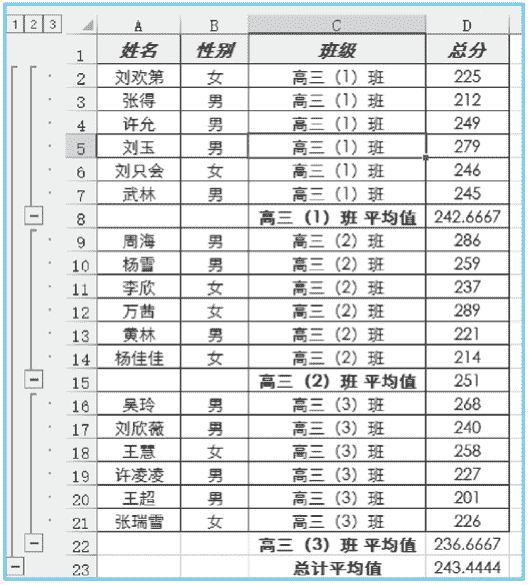 1 2 3 A B C D
1 姓名 性别 班级 总分
2 刘欢第 女 高三（1）班 225
3 张得 男 高三（1）班 212
4 许允 男 高三（1）班 249
5 刘玉 男 高三（1）班 279
6 刘只会 女 高三（1）班 246
7 武林 男 高三（1）班 245
8 高三（1）班 平均值 242.6667
9 周海 男 高三（2）班 286
10 杨雪 男 高三（2）班 259
11 李欣 女 高三（2）班 237
12 万茜 女 高三（2）班 289
13 黄林 男 高三（2）班 221
14 杨佳佳 女 高三（2）班 214
15 高三（2）班 平均值 251
16 吴玲 男 高三（3）班 268
17 刘欣薇 男 高三（3）班 240
18 王慧 女 高三（3）班 258
19 许凌凌 男 高三（3）班 227
20 王超 男 高三（3）班 201
21 张瑞雪 女 高三（3）班 226
22 高三（3）班 平均值 236.6667
23 总计平均值 243.4444